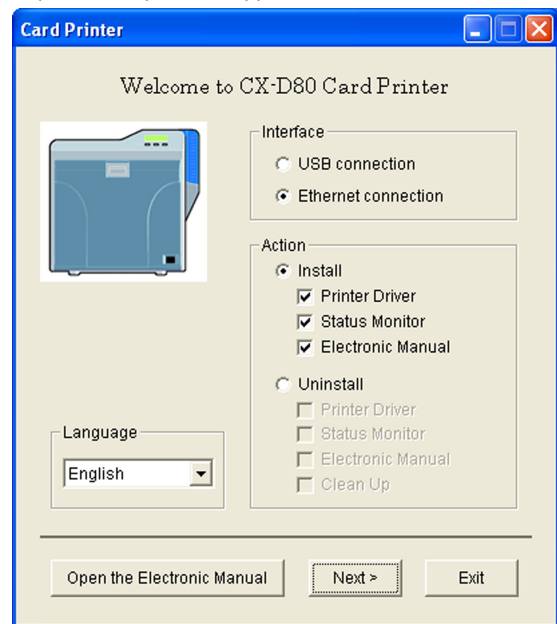 Card Printer
Welcome to CX-D80 Card Printer
Interface
USB connection
Ethernet connection
Action
Install
Printer Driver
Status Monitor
Electronic Manual
Uninstall
Printer Driver
Status Monitor
Electronic Manual
Clean Up
Language
English
Open the Electronic Manual
Next >
Exit